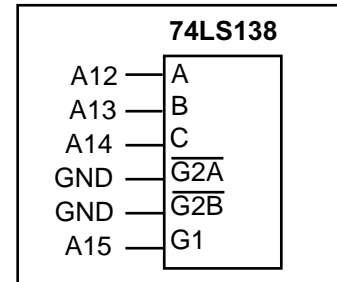 74LS138
A12 A
A13 B
A14 C
GND G2A
GND G2B
A15 G1